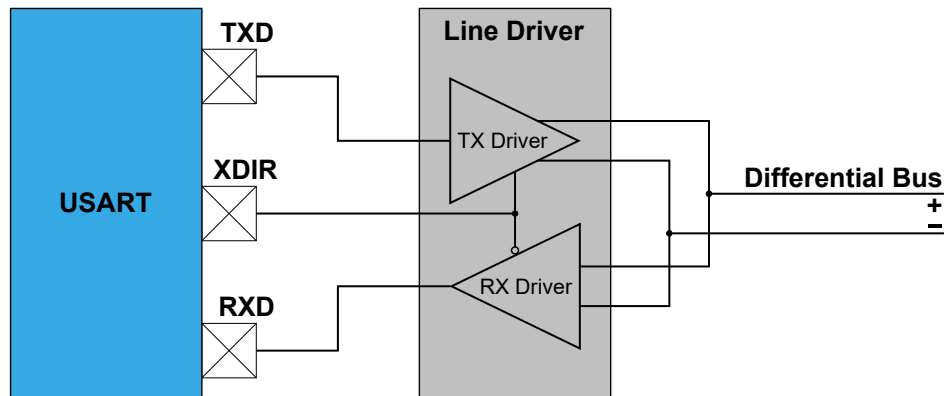 TXD
Line Driver
TX Driver
XDIR
Differential Bus
USART
+
−
RX Driver
RXD